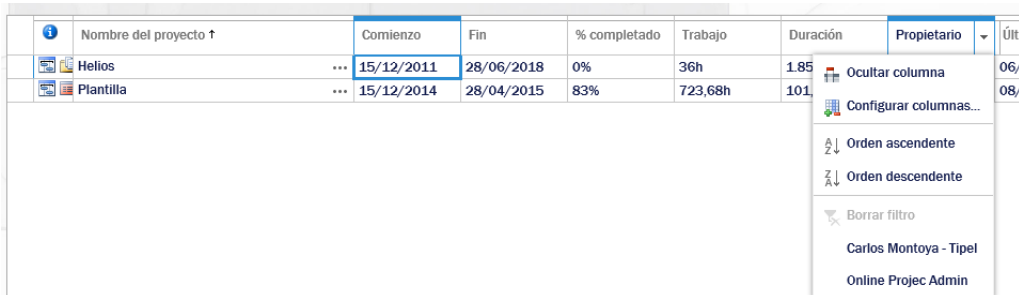 Nombre del proyecto ↑ Comienzo Fin % completado Trabajo Duración Propietario Últ
Helios ... 15/12/2011 28/06/2018 0% 36h 1.85 06/
Plantilla ... 15/12/2014 28/04/2015 83% 723,68h 101, 08/
Ocultar columna
Configurar columnas...
Orden ascendente
Orden descendente
Borrar filtro
Carlos Montoya - Tipel
Online Projec Admin